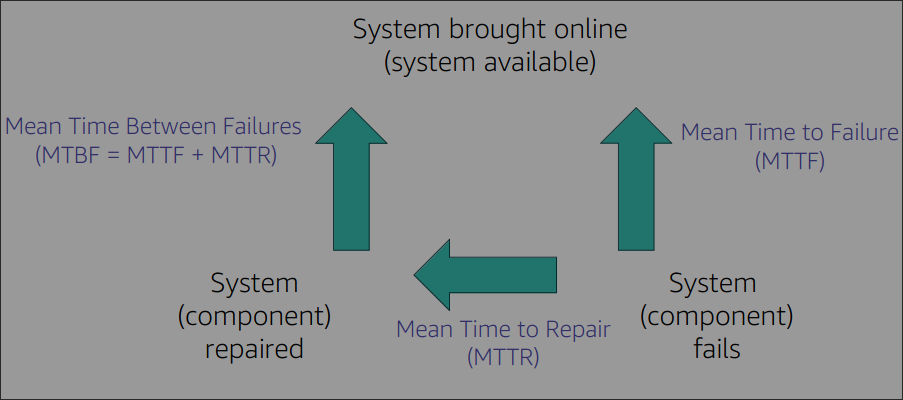 System brought online
(system available)
Mean Time Between Failures
(MTBF = MTTF + MTTR)
Mean Time to Failure
(MTTF)
System
(component)
repaired
Mean Time to Repair
(MTTR)
System
(component)
fails